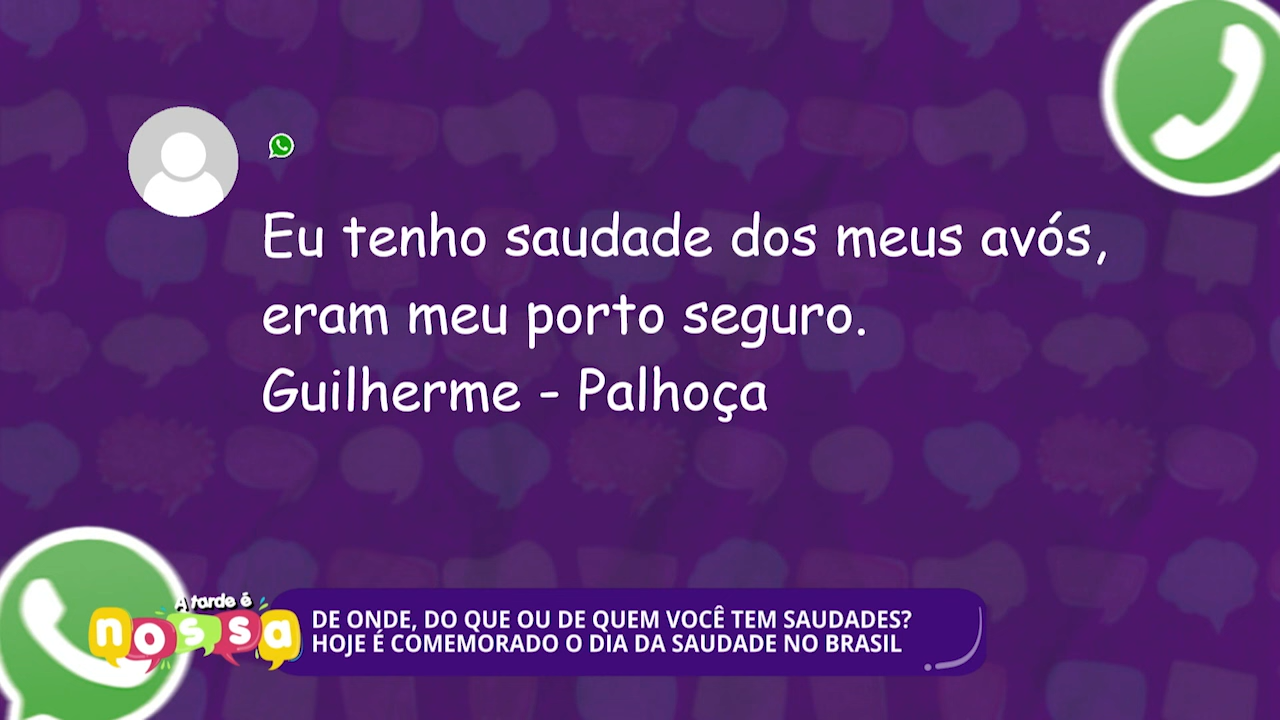 Eu tenho saudade dos meus avós,
eram meu porto seguro.
Guilherme - Palhoça
A tarde é
nossa
DE ONDE, DO QUE OU DE QUEM VOCÊ TEM SAUDADES?
HOJE É COMEMORADO O DIA DA SAUDADE NO BRASIL